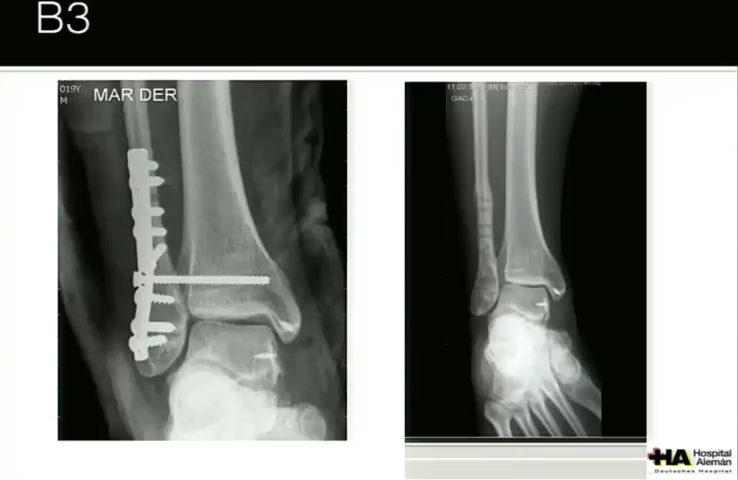 B3
019Y
M
MAR DER
Hospital
Alemán
HA
Deutsches Hospital